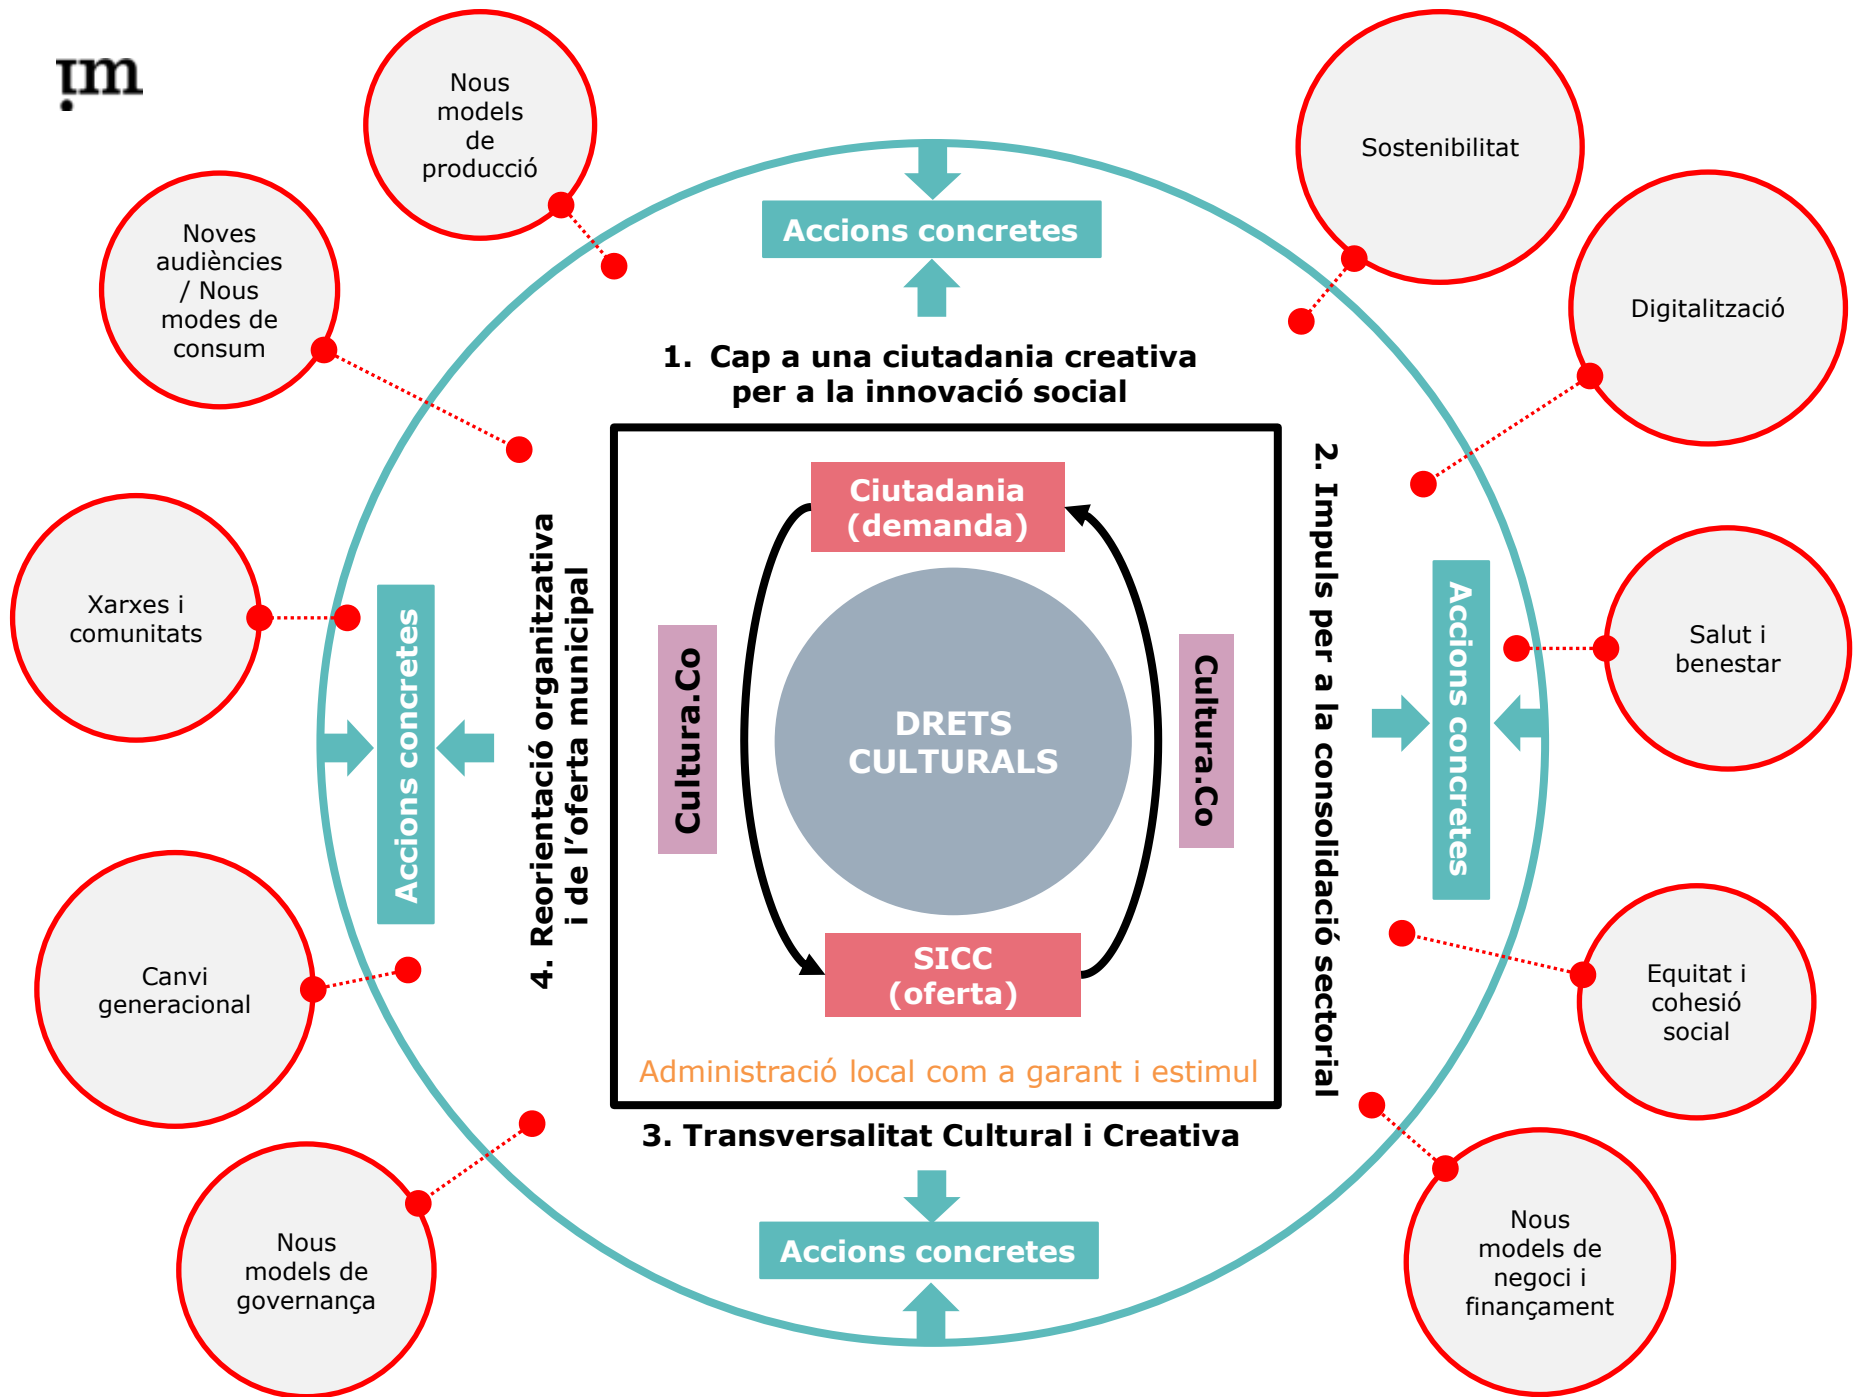 im
Nous
models
de
producció
Sostenibilitat
Noves
audiències
/ Nous
modes de
consum
Accions concretes
Digitalització
1. Cap a una ciutadania creativa
per a la innovació social
Ciutadania
(demanda)
2. Impuls per a la consolidació sectorial
4. Reorientació organitzativa
i de l’oferta municipal
Xarxes i
comunitats
Accions concretes
Cultura.Co
DRETS
CULTURALS
Cultura.Co
Accions concretes
Salut i
benestar
Canvi
generacional
SICC
(oferta)
Equitat i
cohesió
social
Administració local com a garant i estimul
3. Transversalitat Cultural i Creativa
Accions concretes
Nous
models de
governança
Nous
models de
negoci i
finançament